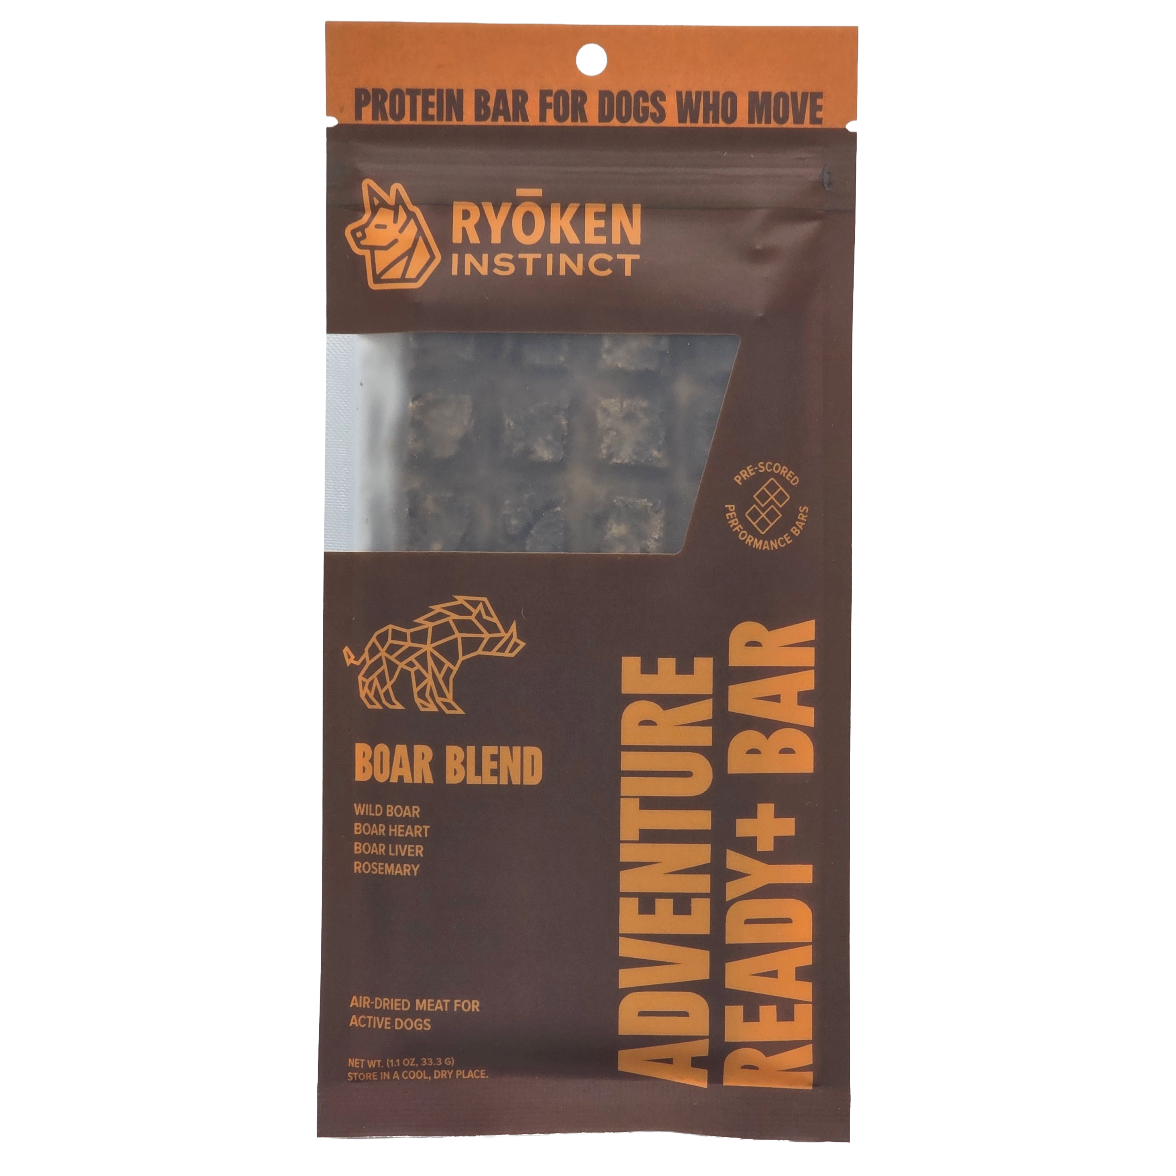 PROTEIN BAR FOR DOGS WHO MOVE
RYŌKEN
INSTINCT
PRE-SCORED
PERFORMANCE BARS
BOAR BLEND
WILD BOAR
BOAR HEART
BOAR LIVER
ROSEMARY
ADVENTURE
READY+ BAR
AIR-DRIED MEAT FOR
ACTIVE DOGS
NET WT. (1.1 OZ, 33.3 G)
STORE IN A COOL, DRY PLACE.